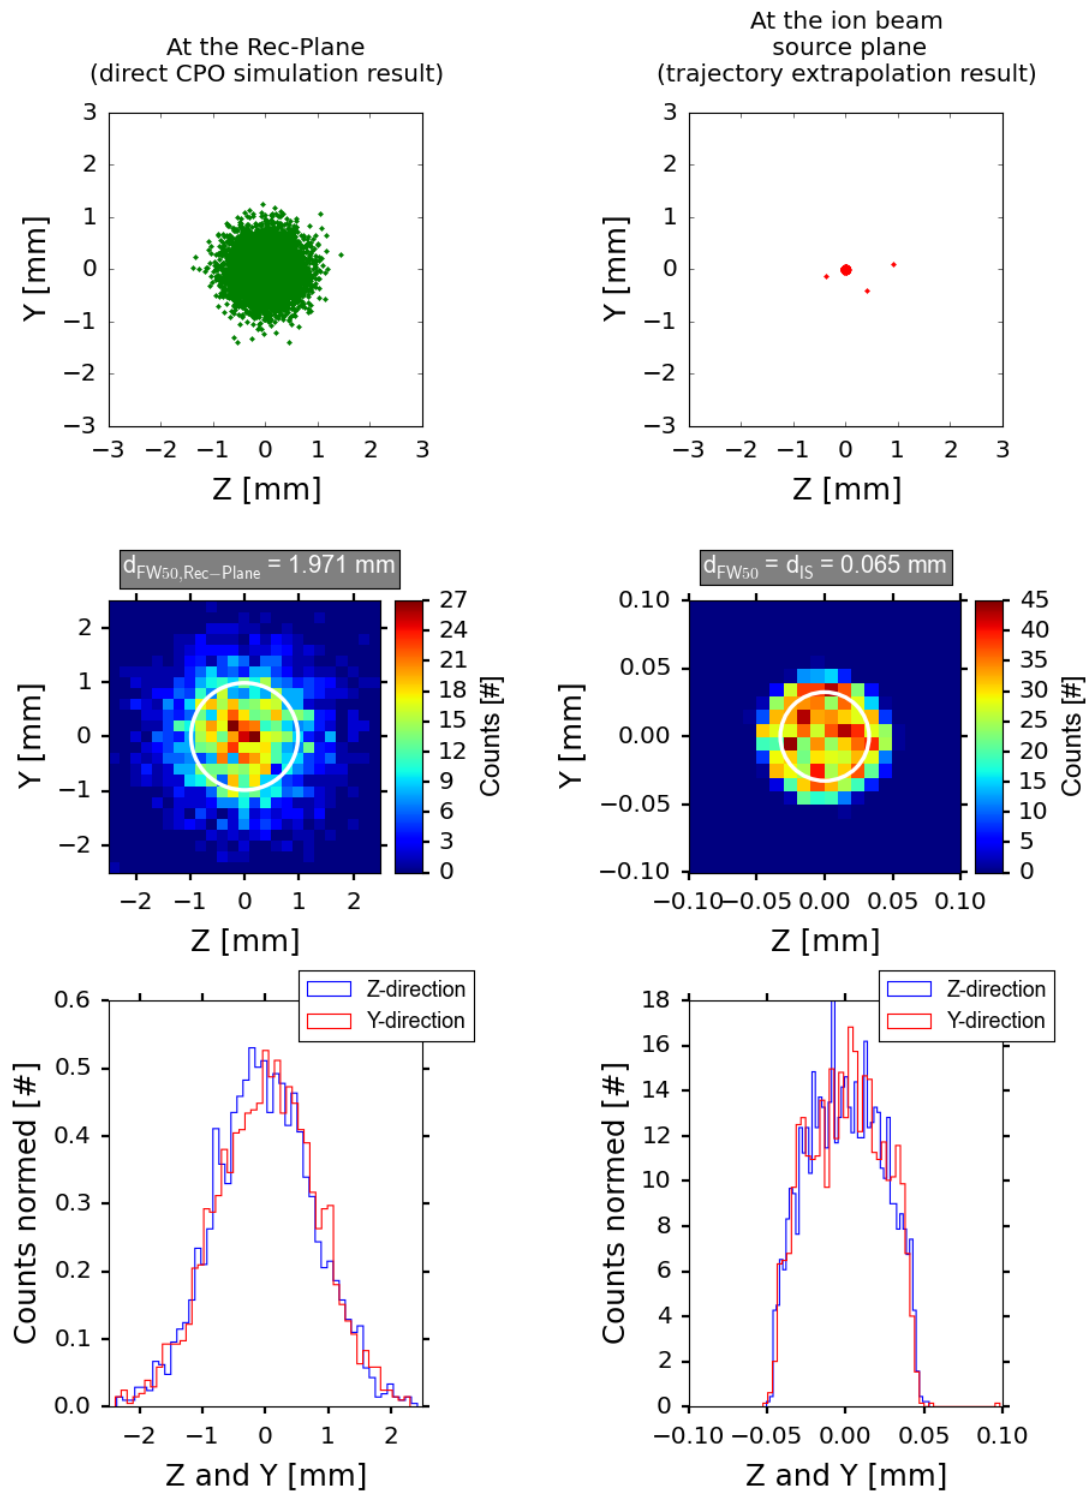 At the Rec-Plane
(direct CPO simulation result)
At the ion beam
source plane
(trajectory extrapolation result)
3
2
1
0
−1
−2
−3
−3 −2 −1 0 1 2 3
Y [mm]
Z [mm]
3
2
1
0
−1
−2
−3
−3 −2 −1 0 1 2 3
Y [mm]
Z [mm]
d_FW50,Rec−Plane = 1.971 mm
2
1
0
−1
−2
−2 −1 0 1 2
Y [mm]
Z [mm]
27
24
21
18
15
12
9
6
3
0
Counts [#]
d_FW50 = d_IS = 0.065 mm
0.10
0.05
0.00
−0.05
−0.10
−0.10 −0.05 0.00 0.05 0.10
Y [mm]
Z [mm]
45
40
35
30
25
20
15
10
5
0
Counts [#]
Z-direction
Y-direction
0.6
0.5
0.4
0.3
0.2
0.1
0.0
−2 −1 0 1 2
Counts normed [#]
Z and Y [mm]
Z-direction
Y-direction
18
16
14
12
10
8
6
4
2
0
−0.10 −0.05 0.00 0.05 0.10
Counts normed [#]
Z and Y [mm]